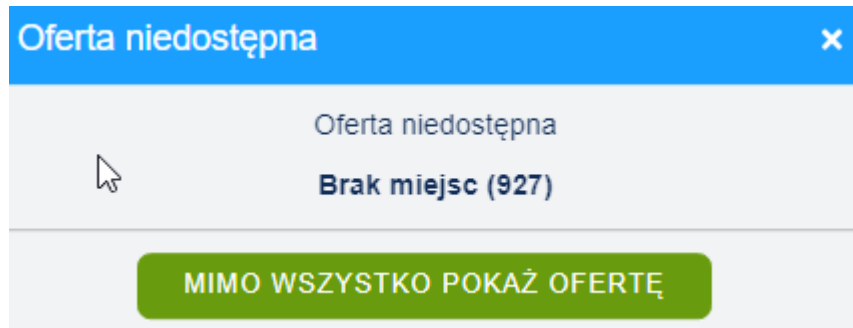 Oferta niedostępna
Oferta niedostępna
Brak miejsc (927)
MIMO WSZYSTKO POKAŻ OFERTĘ